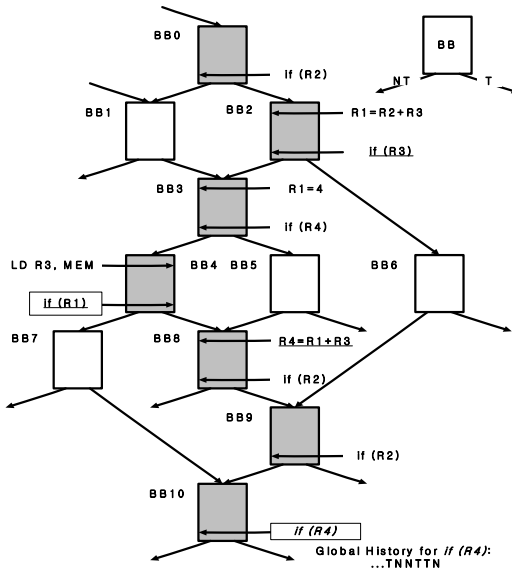 BB0
if (R2)
BB
NT
T
BB1
BB2
R1=R2+R3
if (R3)
BB3
R1=4
if (R4)
LD R3, MEM
BB4
BB5
BB6
if (R1)
BB7
BB8
R4=R1+R3
if (R2)
BB9
if (R2)
BB10
if (R4)
Global History for if (R4):
...TNNTTN